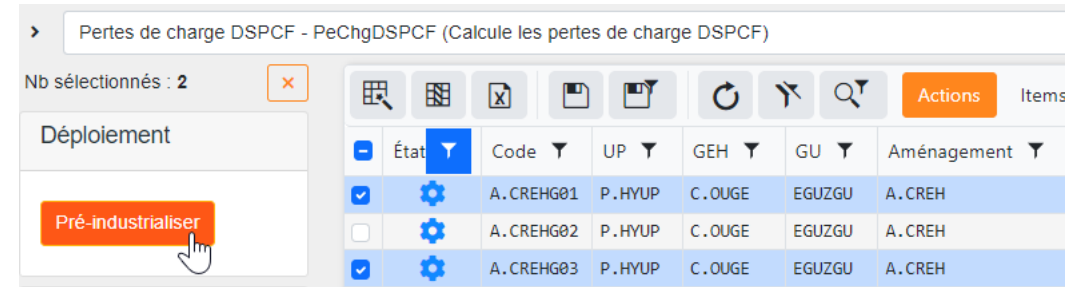 Pertes de charge DSPCF - PeChgDSPCF (Calcule les pertes de charge DSPCF)
Nb sélectionnés : 2
Déploiement
Pré-industrialiser
Actions Items
État Code UP GEH GU Aménagement
A.CREHG01 P.HYUP C.OUGE EGUZGU A.CREH
A.CREHG02 P.HYUP C.OUGE EGUZGU A.CREH
A.CREHG03 P.HYUP C.OUGE EGUZGU A.CREH